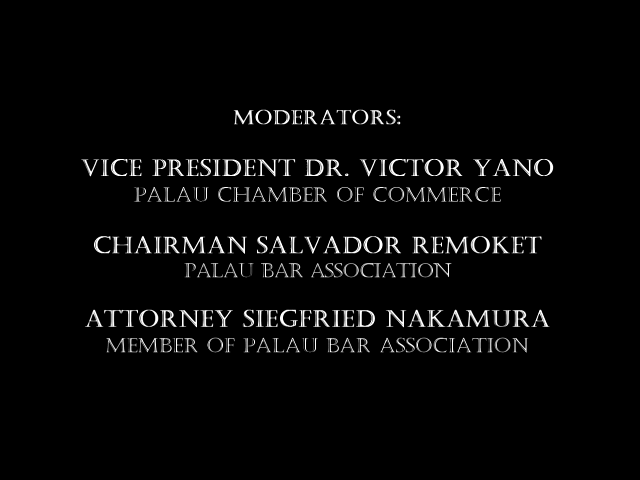 MODERATORS:
VICE PRESIDENT DR. VICTOR YANO
PALAU CHAMBER OF COMMERCE
CHAIRMAN SALVADOR REMOKET
PALAU BAR ASSOCIATION
ATTORNEY SIEGFRIED NAKAMURA
MEMBER OF PALAU BAR ASSOCIATION